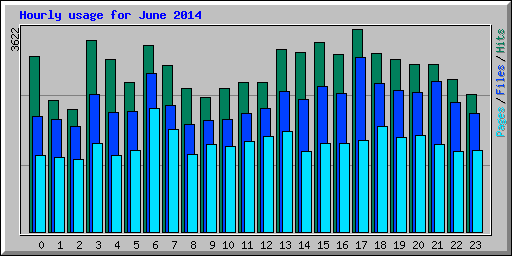 Hourly usage for June 2014
3622
Pages/Files/Hits
0 1 2 3 4 5 6 7 8 9 10 11 12 13 14 15 16 17 18 19 20 21 22 23